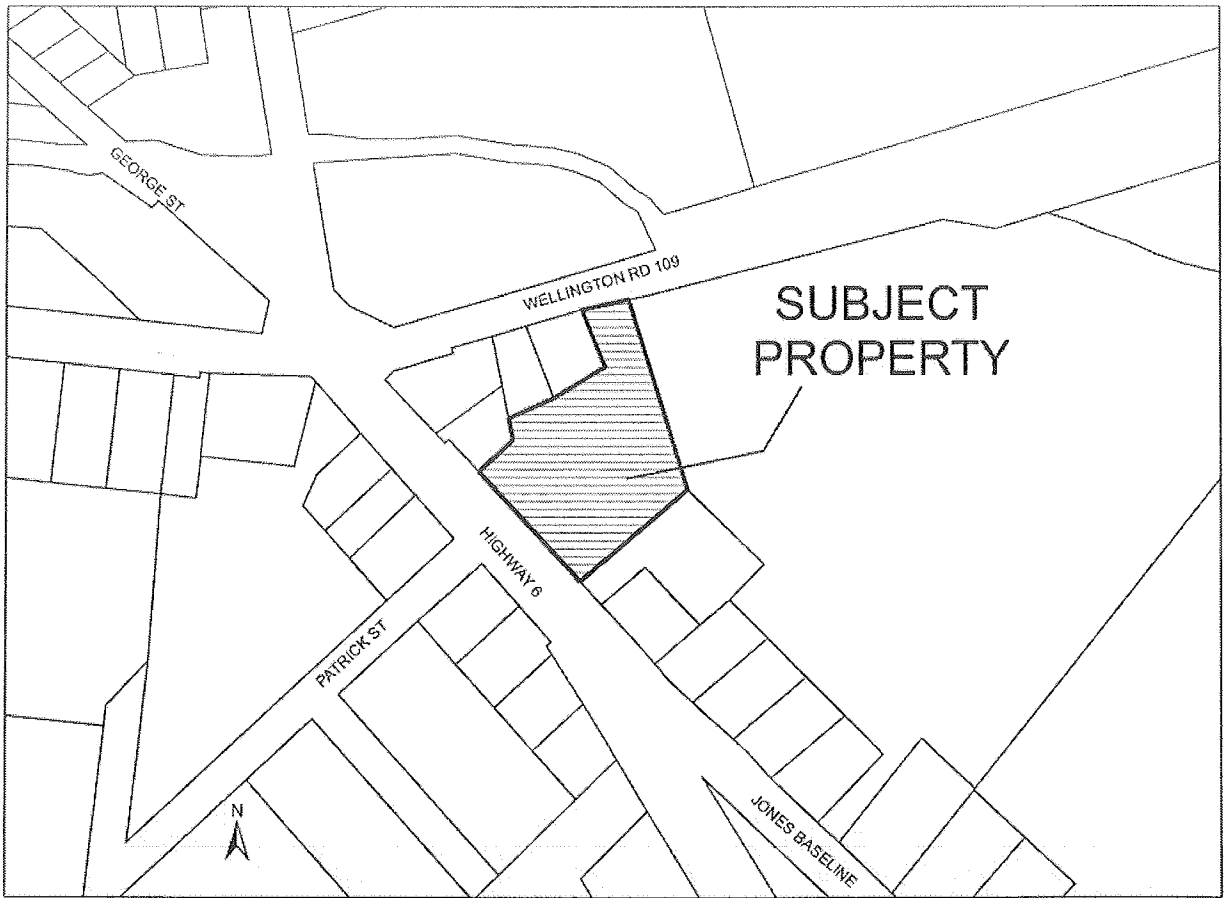 GEORGE ST
WELLINGTON RD 109
SUBJECT
PROPERTY
HIGHWAY 6
PATRICK ST
JONES BASELINE
N